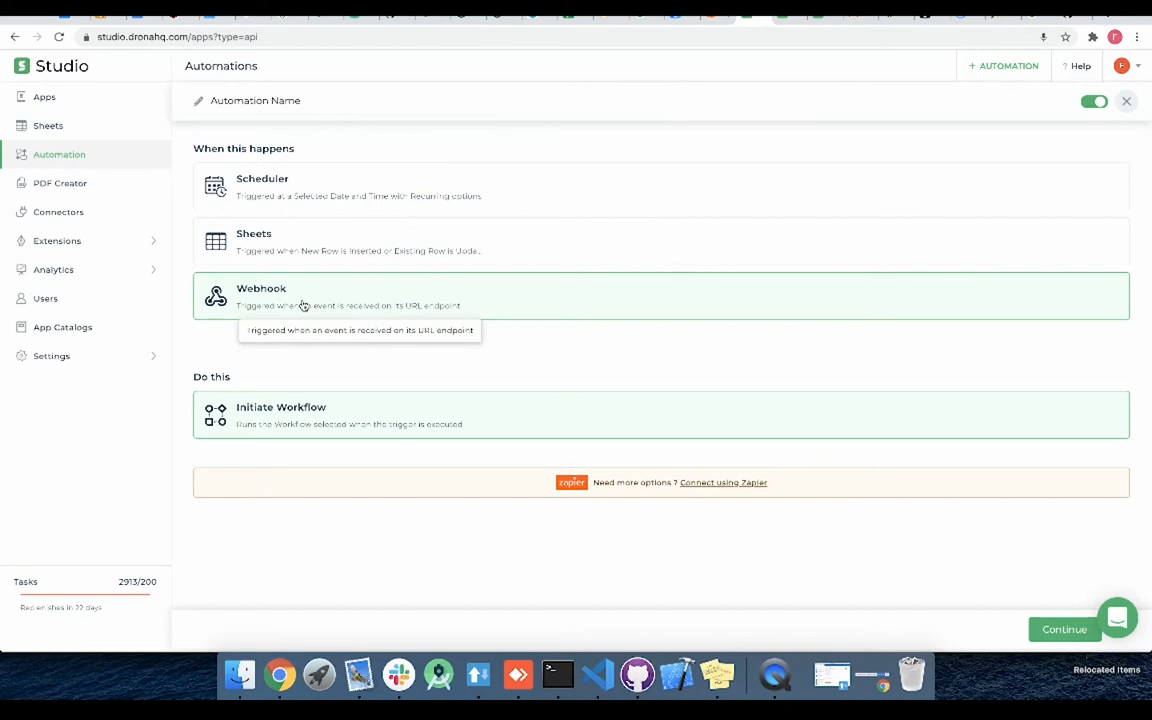 studio.dronahq.com/apps?type=api
Studio
Automations
+ AUTOMATION
? Help
Apps
Sheets
Automation
PDF Creator
Connectors
Extensions
Analytics
Users
App Catalogs
Settings
Automation Name
When this happens
Scheduler
Triggered at a Selected Date and Time with Recurring options
Sheets
Triggered when New Row is Inserted or Existing Row is Upda...
Webhook
Triggered when an event is received on its URL endpoint
Triggered when an event is received on its URL endpoint
Do this
Initiate Workflow
Runs the Workflow selected when the trigger is executed
zapier Need more options ? Connect using Zapier
Tasks 2913/200
Replenishes in 22 days
Continue
Relocated Items